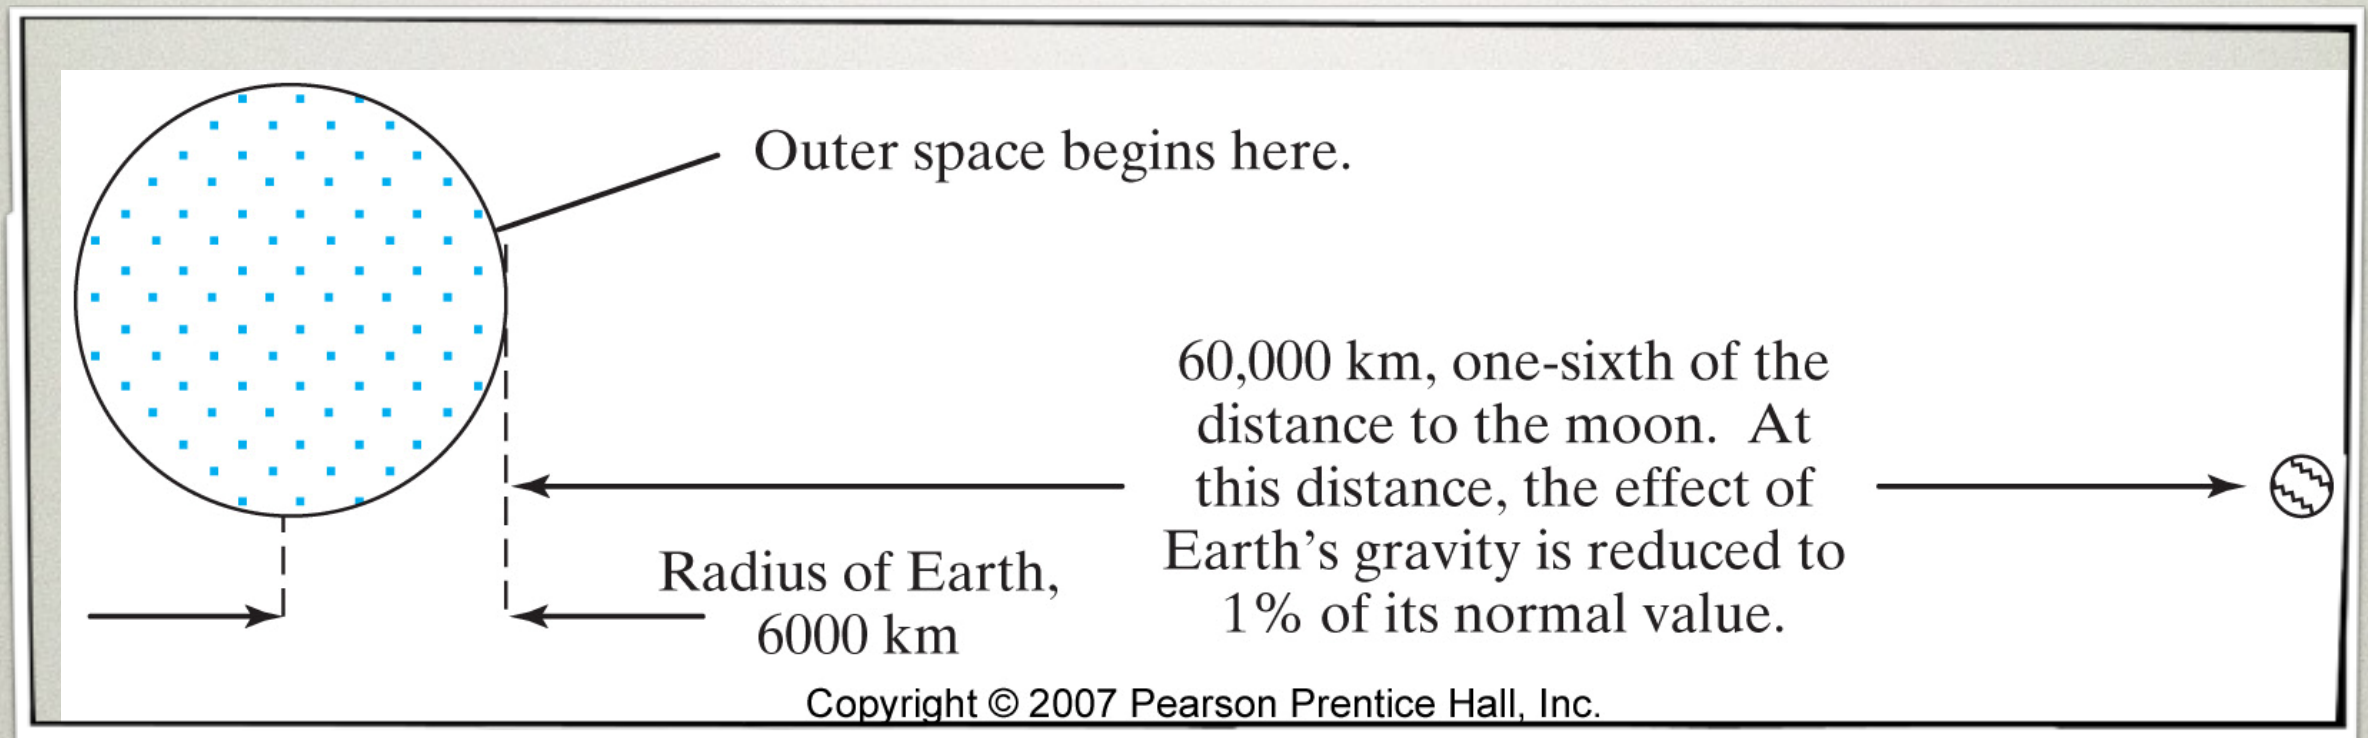 Outer space begins here.
60,000 km, one-sixth of the
distance to the moon. At
this distance, the effect of
Earth's gravity is reduced to
1% of its normal value.
Radius of Earth,
6000 km
Copyright © 2007 Pearson Prentice Hall, Inc.